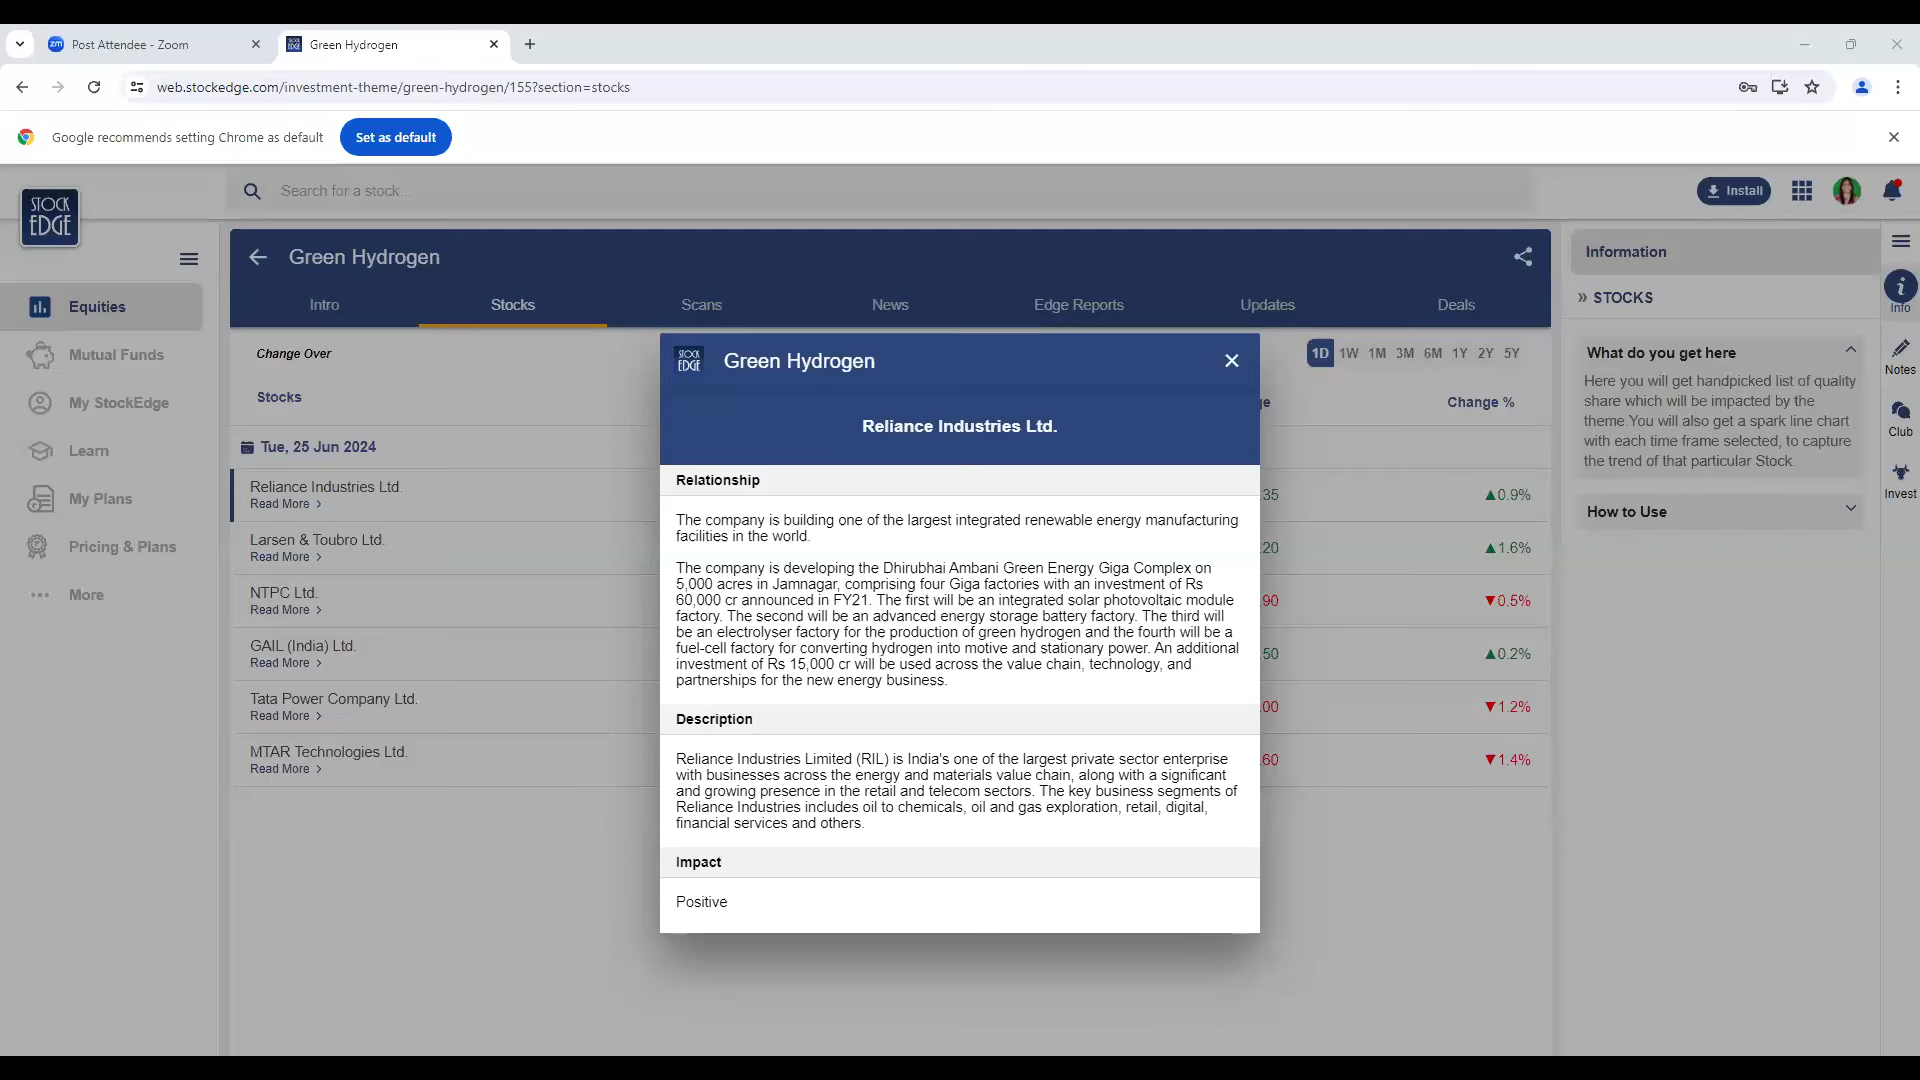 Post Attendee - Zoom
Green Hydrogen
web.stockedge.com/investment-theme/green-hydrogen/155?section=stocks
Google recommends setting Chrome as default
Set as default
STOCK
EDGE
Search for a stock...
Install
Equities
Mutual Funds
My StockEdge
Learn
My Plans
Pricing & Plans
More
Green Hydrogen
Intro
Stocks
Scans
News
Edge Reports
Updates
Deals
Change Over
1D 1W 1M 3M 6M 1Y 2Y 5Y
Stocks
ge
Change %
Tue, 25 Jun 2024
Reliance Industries Ltd.
Read More
35
▲0.9%
Larsen & Toubro Ltd.
Read More
20
▲1.6%
NTPC Ltd.
Read More
90
▼0.5%
GAIL (India) Ltd.
Read More
50
▲0.2%
Tata Power Company Ltd.
Read More
00
▼1.2%
MTAR Technologies Ltd.
Read More
60
▼1.4%
STOCK
EDGE
Green Hydrogen
Reliance Industries Ltd.
Relationship
The company is building one of the largest integrated renewable energy manufacturing
facilities in the world.
The company is developing the Dhirubhai Ambani Green Energy Giga Complex on
5,000 acres in Jamnagar, comprising four Giga factories with an investment of Rs
60,000 cr announced in FY21. The first will be an integrated solar photovoltaic module
factory. The second will be an advanced energy storage battery factory. The third will
be an electrolyser factory for the production of green hydrogen and the fourth will be a
fuel-cell factory for converting hydrogen into motive and stationary power. An additional
investment of Rs 15,000 cr will be used across the value chain, technology, and
partnerships for the new energy business.
Description
Reliance Industries Limited (RIL) is India's one of the largest private sector enterprise
with businesses across the energy and materials value chain, along with a significant
and growing presence in the retail and telecom sectors. The key business segments of
Reliance Industries includes oil to chemicals, oil and gas exploration, retail, digital,
financial services and others.
Impact
Positive
Information
» STOCKS
What do you get here
Here you will get handpicked list of quality
share which will be impacted by the
theme.You will also get a spark line chart
with each time frame selected, to capture
the trend of that particular Stock.
How to Use
Info
Notes
Club
Invest